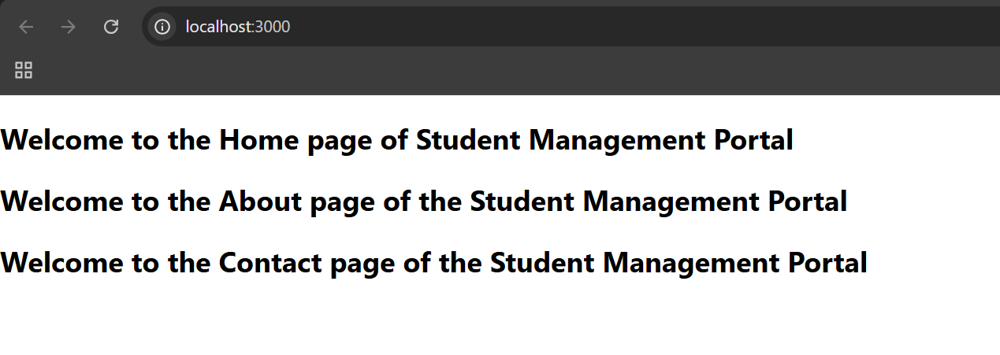 localhost:3000
Welcome to the Home page of Student Management Portal
Welcome to the About page of the Student Management Portal
Welcome to the Contact page of the Student Management Portal